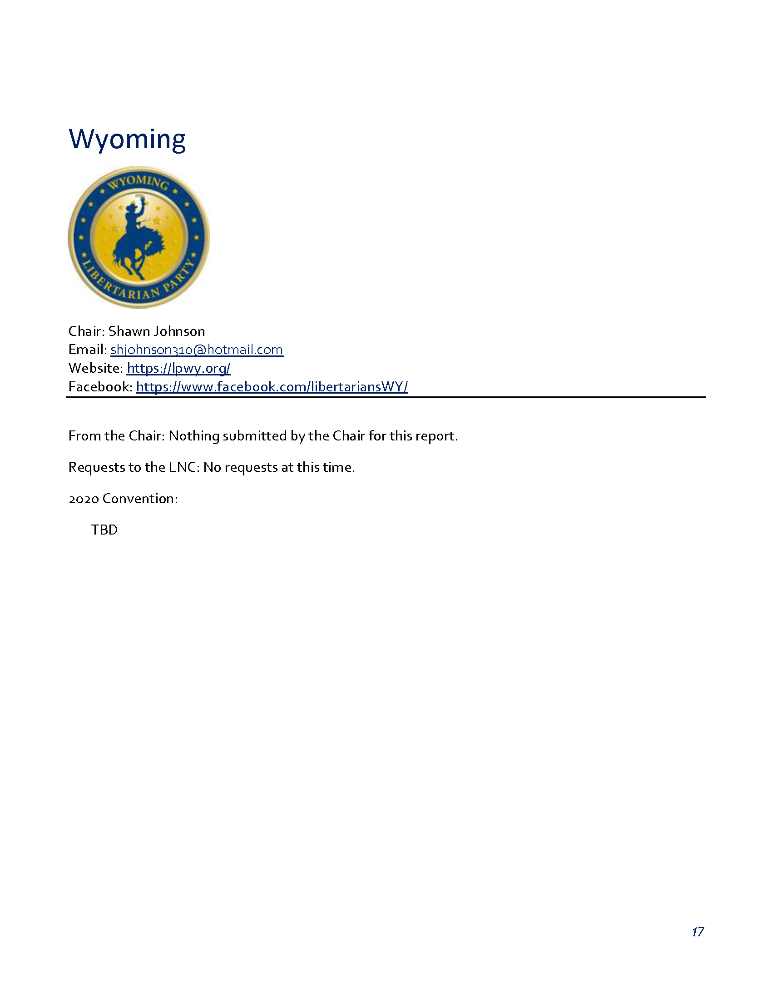 Wyoming
WYOMING
LIBERTARIAN PARTY
Chair: Shawn Johnson
Email: shjohnson310@hotmail.com
Website: https://lpwy.org/
Facebook: https://www.facebook.com/libertariansWY/
From the Chair: Nothing submitted by the Chair for this report.
Requests to the LNC: No requests at this time.
2020 Convention:
TBD
17